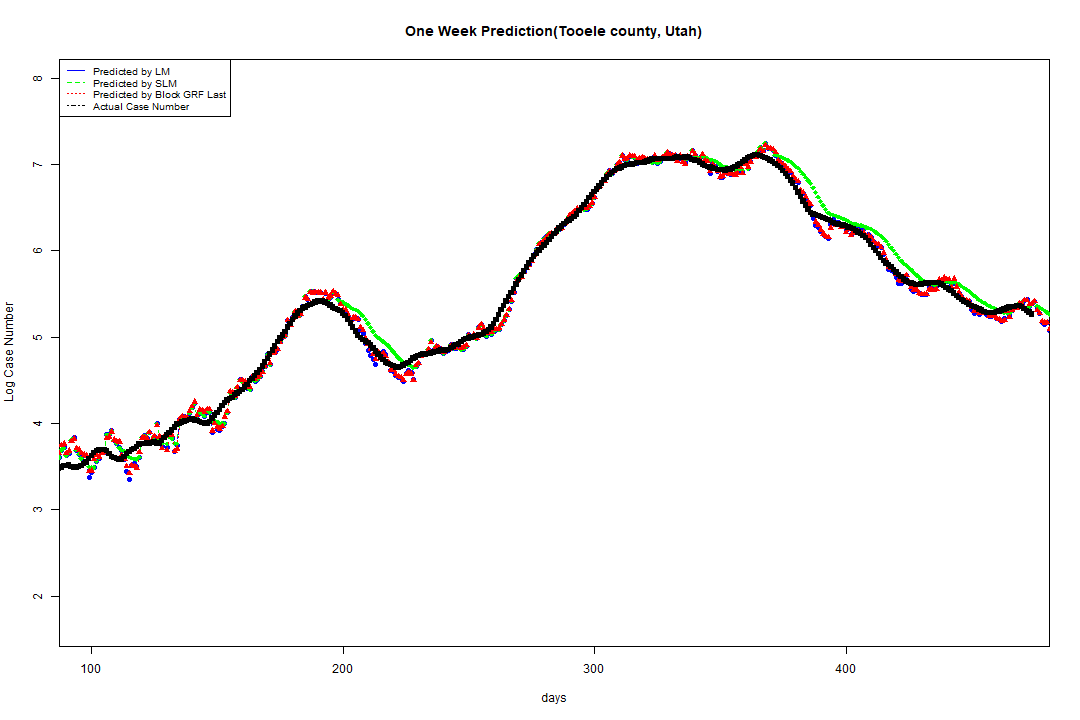 One Week Prediction(Tooele county, Utah)
Predicted by LM
Predicted by SLM
Predicted by Block GRF Last
Actual Case Number
8
7
6
5
4
3
2
Log Case Number
100 200 300 400
days